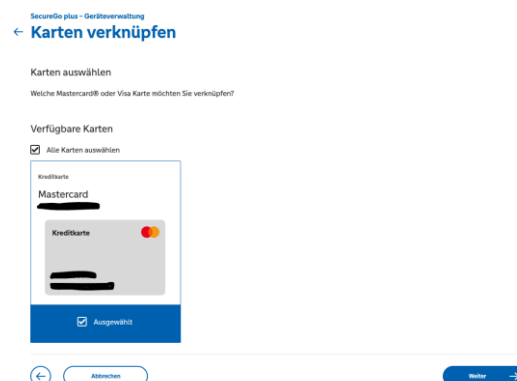 SecureGo plus – Geräteverwaltung
Karten verknüpfen
Karten auswählen
Welche Mastercard® oder Visa Karte möchten Sie verknüpfen?
Verfügbare Karten
Alle Karten auswählen
Kreditkarte
Mastercard
Kreditkarte
Ausgewählt
Abbrechen
Weiter